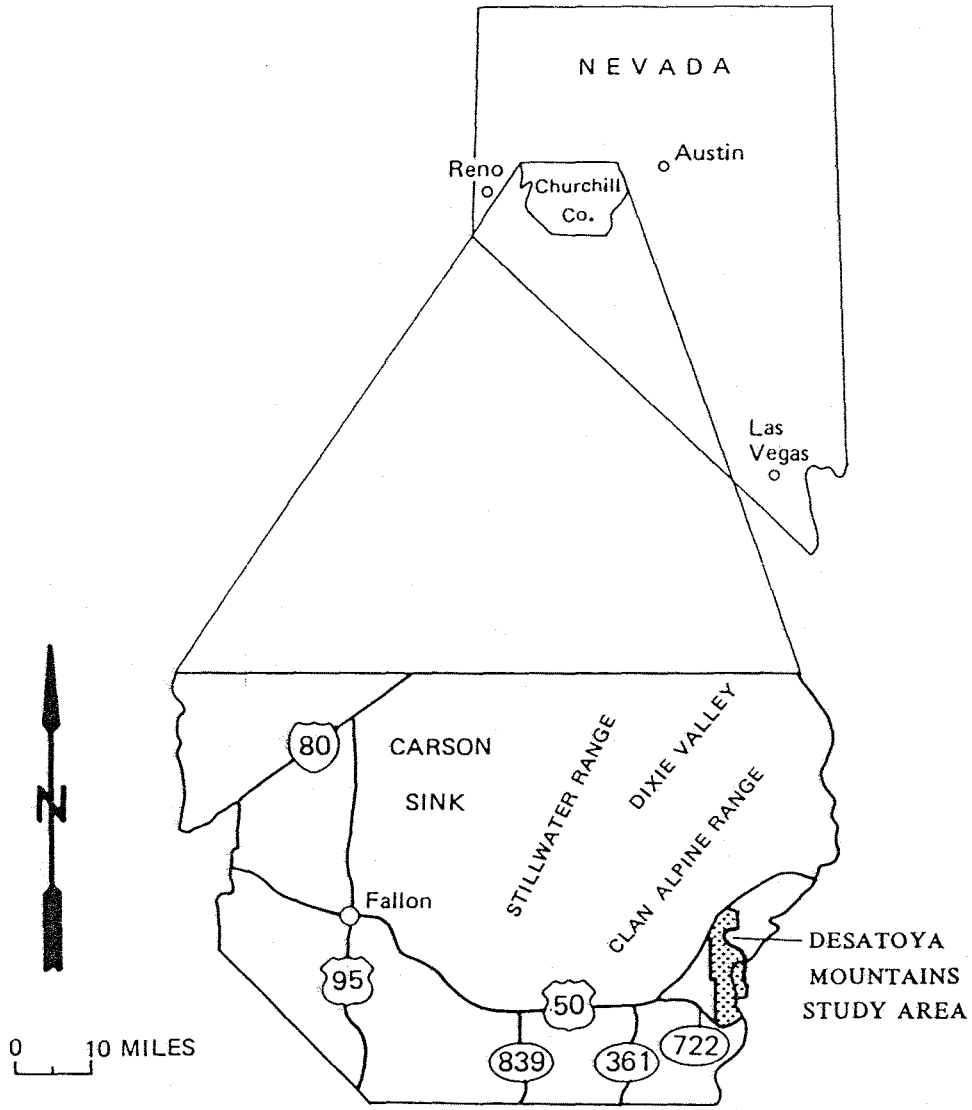 NEVADA
Reno
Austin
Churchill
Co.
Las
Vegas
N
80
CARSON
SINK
STILLWATER RANGE
DIXIE VALLEY
CLAN ALPINE RANGE
Fallon
DESATOYA
MOUNTAINS
STUDY AREA
95
50
839
361
722
0 10 MILES